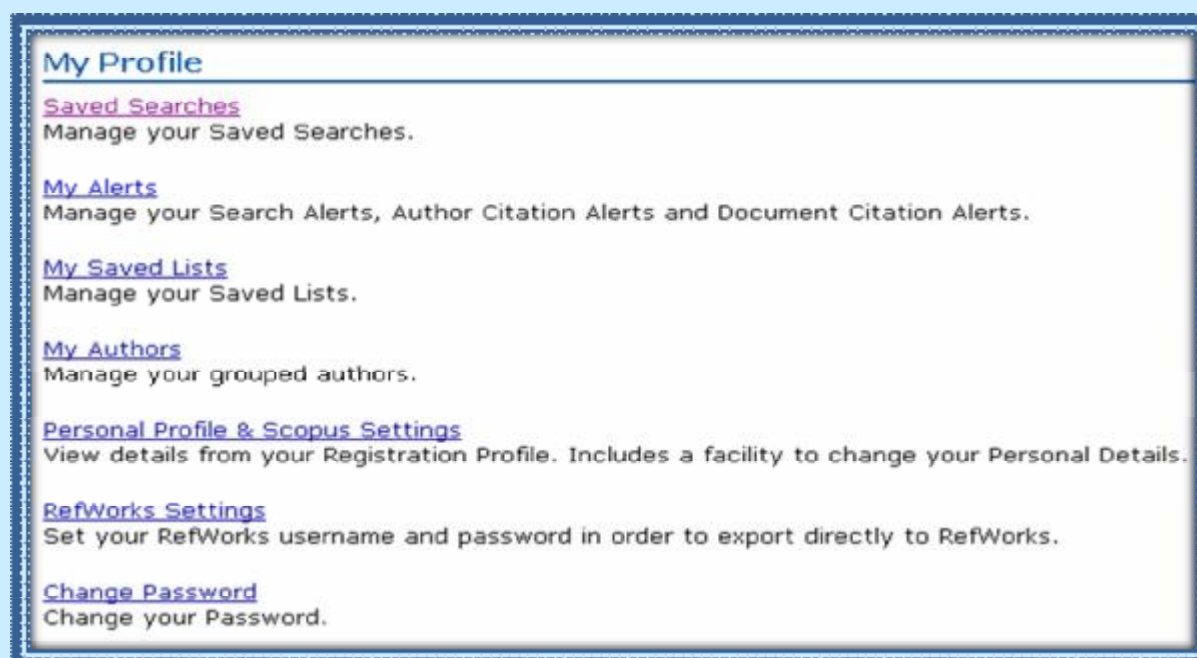 My Profile
Saved Searches
Manage your Saved Searches.
My Alerts
Manage your Search Alerts, Author Citation Alerts and Document Citation Alerts.
My Saved Lists
Manage your Saved Lists.
My Authors
Manage your grouped authors.
Personal Profile & Scopus Settings
View details from your Registration Profile. Includes a facility to change your Personal Details.
RefWorks Settings
Set your RefWorks username and password in order to export directly to RefWorks.
Change Password
Change your Password.